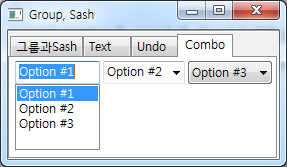 Group, Sash
그룹과Sash Text Undo Combo
Option #1 Option #2 Option #3
Option #1
Option #2
Option #3